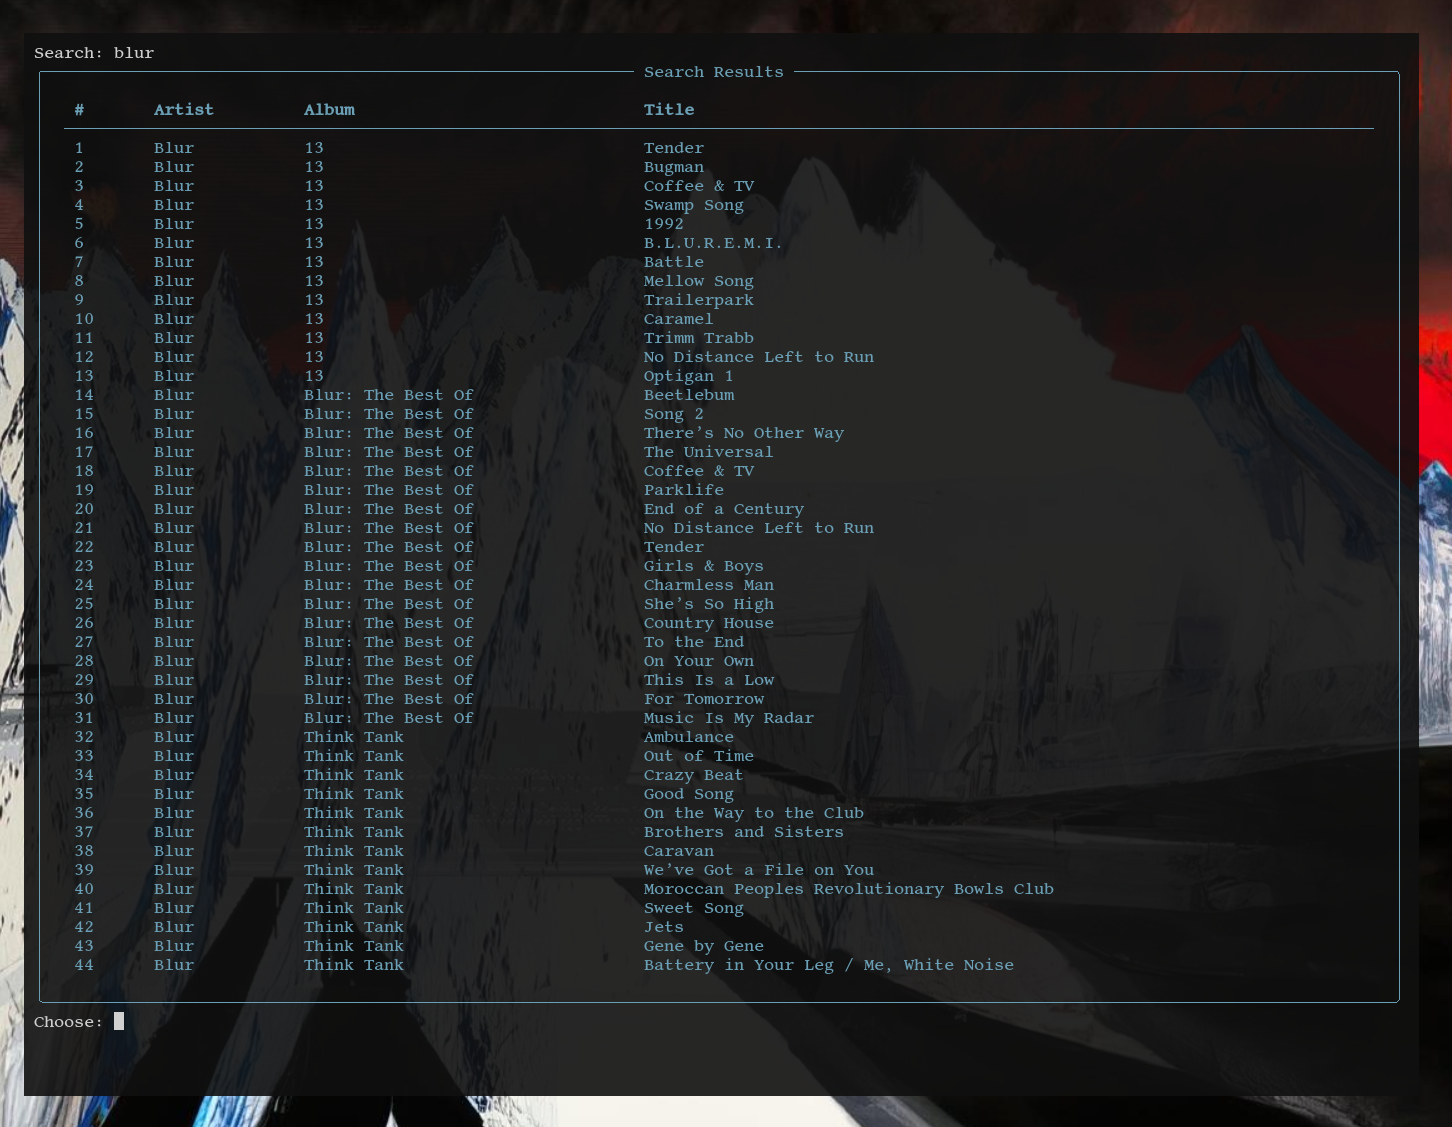 Search: blur
Search Results
# Artist Album Title
1 Blur 13 Tender
2 Blur 13 Bugman
3 Blur 13 Coffee & TV
4 Blur 13 Swamp Song
5 Blur 13 1992
6 Blur 13 B.L.U.R.E.M.I.
7 Blur 13 Battle
8 Blur 13 Mellow Song
9 Blur 13 Trailerpark
10 Blur 13 Caramel
11 Blur 13 Trimm Trabb
12 Blur 13 No Distance Left to Run
13 Blur 13 Optigan 1
14 Blur Blur: The Best Of Beetlebum
15 Blur Blur: The Best Of Song 2
16 Blur Blur: The Best Of There’s No Other Way
17 Blur Blur: The Best Of The Universal
18 Blur Blur: The Best Of Coffee & TV
19 Blur Blur: The Best Of Parklife
20 Blur Blur: The Best Of End of a Century
21 Blur Blur: The Best Of No Distance Left to Run
22 Blur Blur: The Best Of Tender
23 Blur Blur: The Best Of Girls & Boys
24 Blur Blur: The Best Of Charmless Man
25 Blur Blur: The Best Of She’s So High
26 Blur Blur: The Best Of Country House
27 Blur Blur: The Best Of To the End
28 Blur Blur: The Best Of On Your Own
29 Blur Blur: The Best Of This Is a Low
30 Blur Blur: The Best Of For Tomorrow
31 Blur Blur: The Best Of Music Is My Radar
32 Blur Think Tank Ambulance
33 Blur Think Tank Out of Time
34 Blur Think Tank Crazy Beat
35 Blur Think Tank Good Song
36 Blur Think Tank On the Way to the Club
37 Blur Think Tank Brothers and Sisters
38 Blur Think Tank Caravan
39 Blur Think Tank We’ve Got a File on You
40 Blur Think Tank Moroccan Peoples Revolutionary Bowls Club
41 Blur Think Tank Sweet Song
42 Blur Think Tank Jets
43 Blur Think Tank Gene by Gene
44 Blur Think Tank Battery in Your Leg / Me, White Noise
Choose: